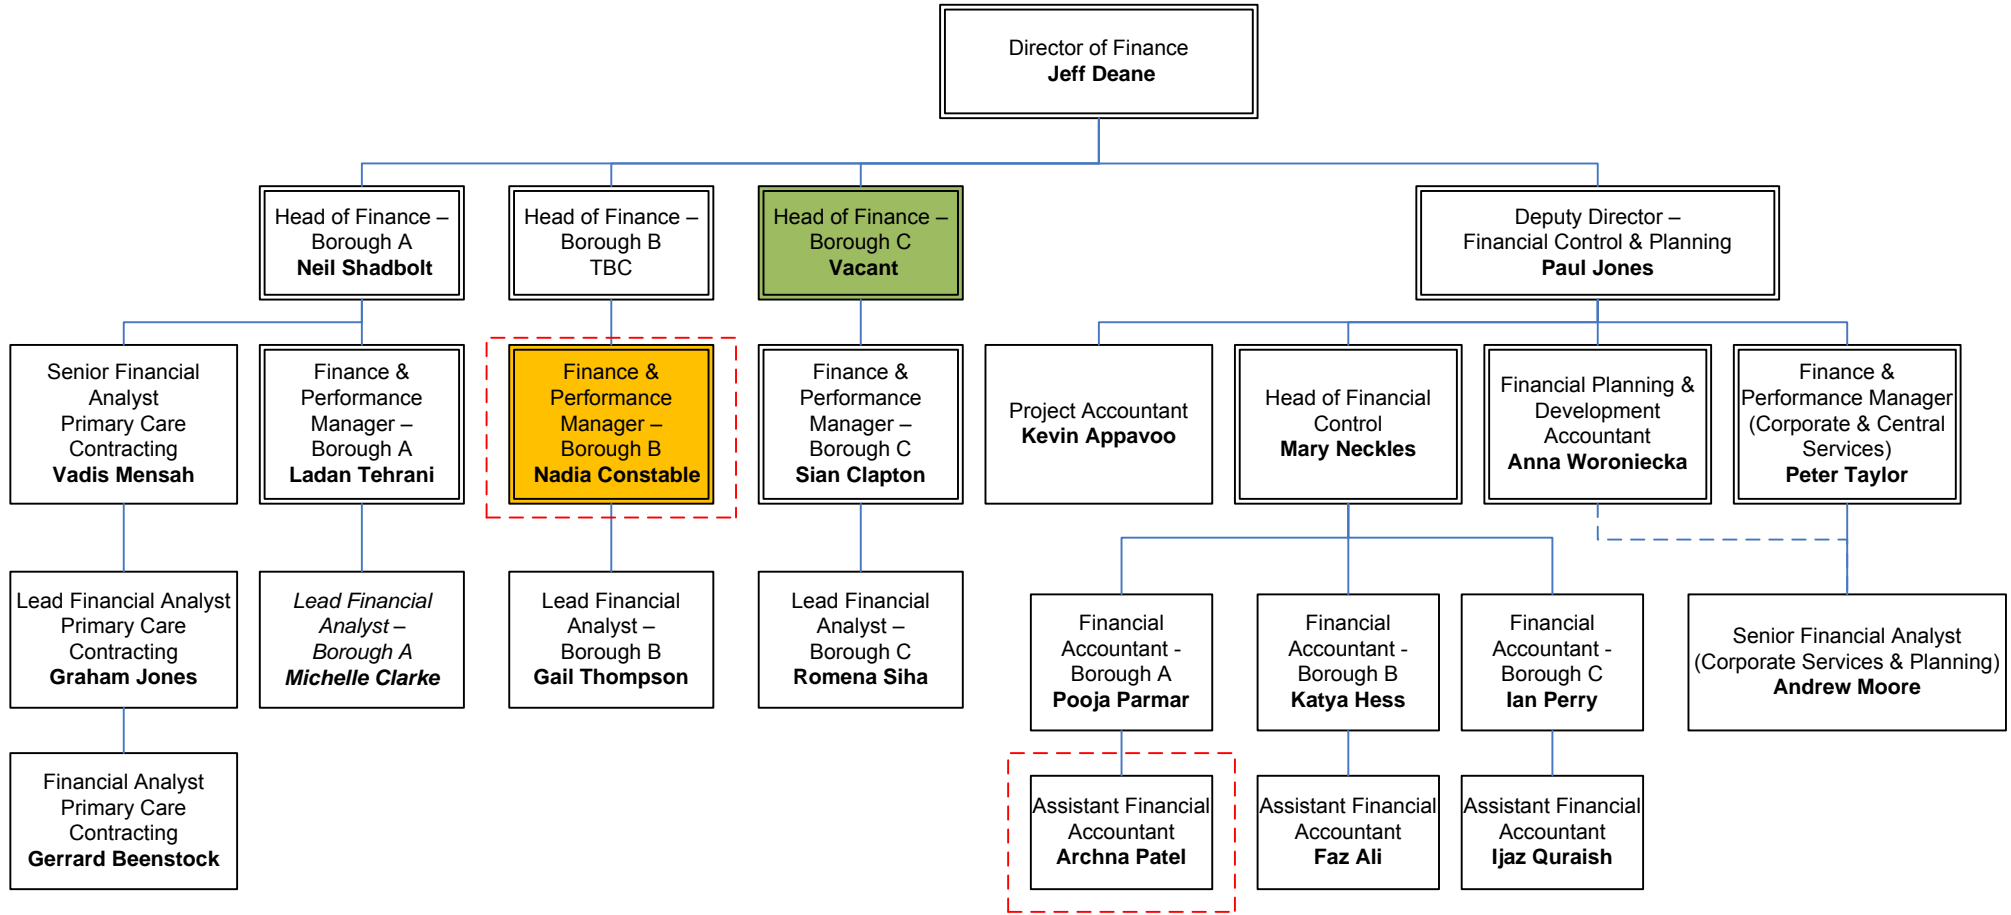 Director of Finance
Jeff Deane
Head of Finance –
Borough A
Neil Shadbolt
Head of Finance –
Borough B
TBC
Head of Finance –
Borough C
Vacant
Deputy Director –
Financial Control & Planning
Paul Jones
Senior Financial
Analyst
Primary Care
Contracting
Vadis Mensah
Finance &
Performance
Manager –
Borough A
Ladan Tehrani
Finance &
Performance
Manager –
Borough B
Nadia Constable
Finance &
Performance
Manager –
Borough C
Sian Clapton
Project Accountant
Kevin Appavoo
Head of Financial
Control
Mary Neckles
Financial Planning &
Development
Accountant
Anna Woroniecka
Finance &
Performance Manager
(Corporate & Central
Services)
Peter Taylor
Lead Financial Analyst
Primary Care
Contracting
Graham Jones
Lead Financial
Analyst –
Borough A
Michelle Clarke
Lead Financial
Analyst –
Borough B
Gail Thompson
Lead Financial
Analyst –
Borough C
Romena Siha
Financial
Accountant -
Borough A
Pooja Parmar
Financial
Accountant -
Borough B
Katya Hess
Financial
Accountant -
Borough C
Ian Perry
Senior Financial Analyst
(Corporate Services & Planning)
Andrew Moore
Financial Analyst
Primary Care
Contracting
Gerrard Beenstock
Assistant Financial
Accountant
Archna Patel
Assistant Financial
Accountant
Faz Ali
Assistant Financial
Accountant
Ijaz Quraish